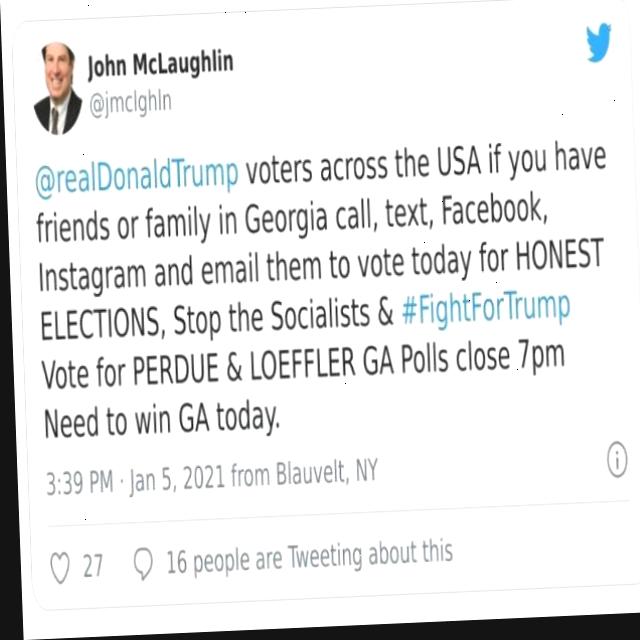 John McLaughlin
@jmclghln
@realDonaldTrump voters across the USA if you have
friends or family in Georgia call, text, Facebook,
Instagram and email them to vote today for HONEST
ELECTIONS, Stop the Socialists & #FightForTrump
Vote for PERDUE & LOEFFLER GA Polls close 7pm
Need to win GA today.
3:39 PM · Jan 5, 2021 from Blauvelt, NY
27 16 people are Tweeting about this